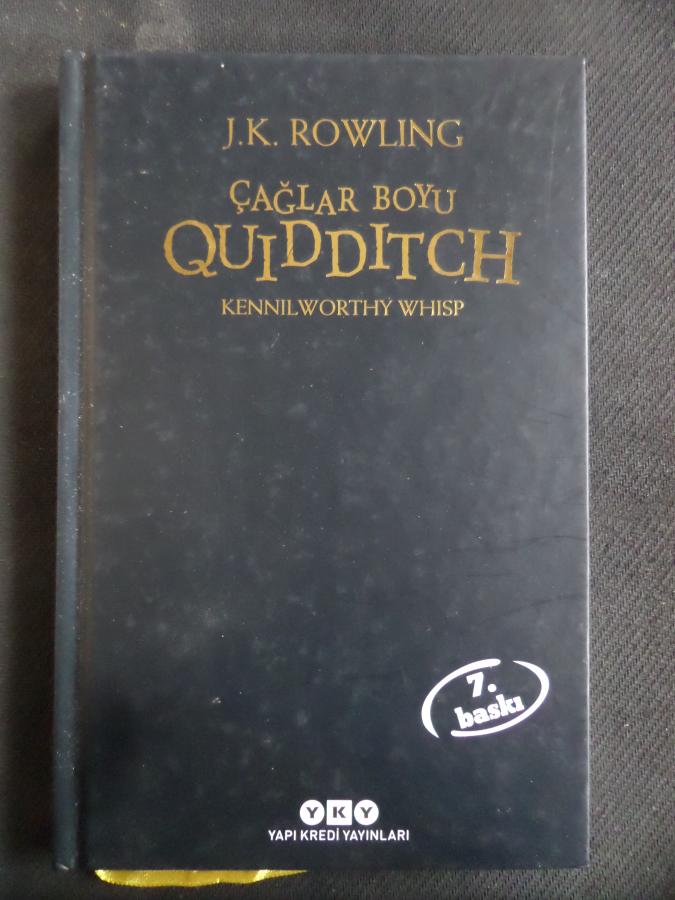 J.K. ROWLING
ÇAĞLAR BOYU
QUIDDITCH
KENNILWORTHY WHISP
7.
baskı
YKY
YAPI KREDİ YAYINLARI